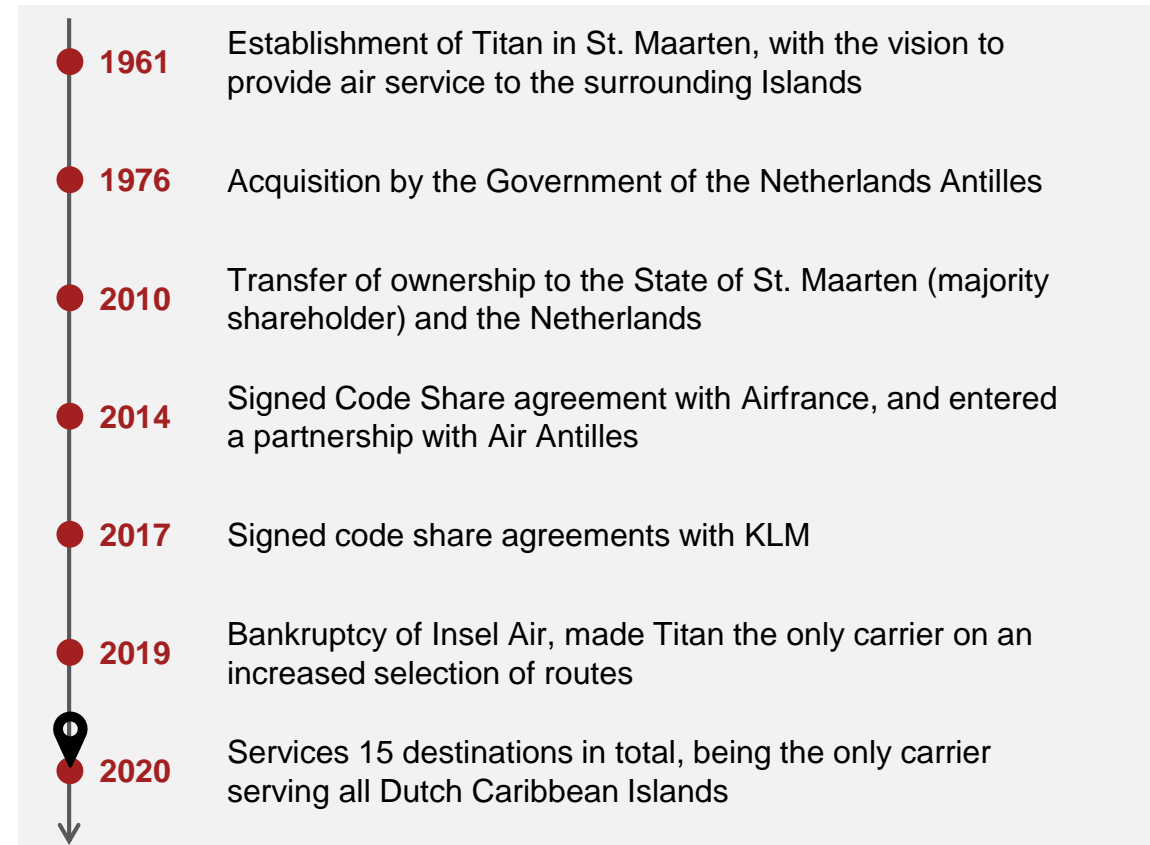 1961
Establishment of Titan in St. Maarten, with the vision to
provide air service to the surrounding Islands
1976
Acquisition by the Government of the Netherlands Antilles
2010
Transfer of ownership to the State of St. Maarten (majority
shareholder) and the Netherlands
2014
Signed Code Share agreement with Airfrance, and entered
a partnership with Air Antilles
2017
Signed code share agreements with KLM
2019
Bankruptcy of Insel Air, made Titan the only carrier on an
increased selection of routes
2020
Services 15 destinations in total, being the only carrier
serving all Dutch Caribbean Islands